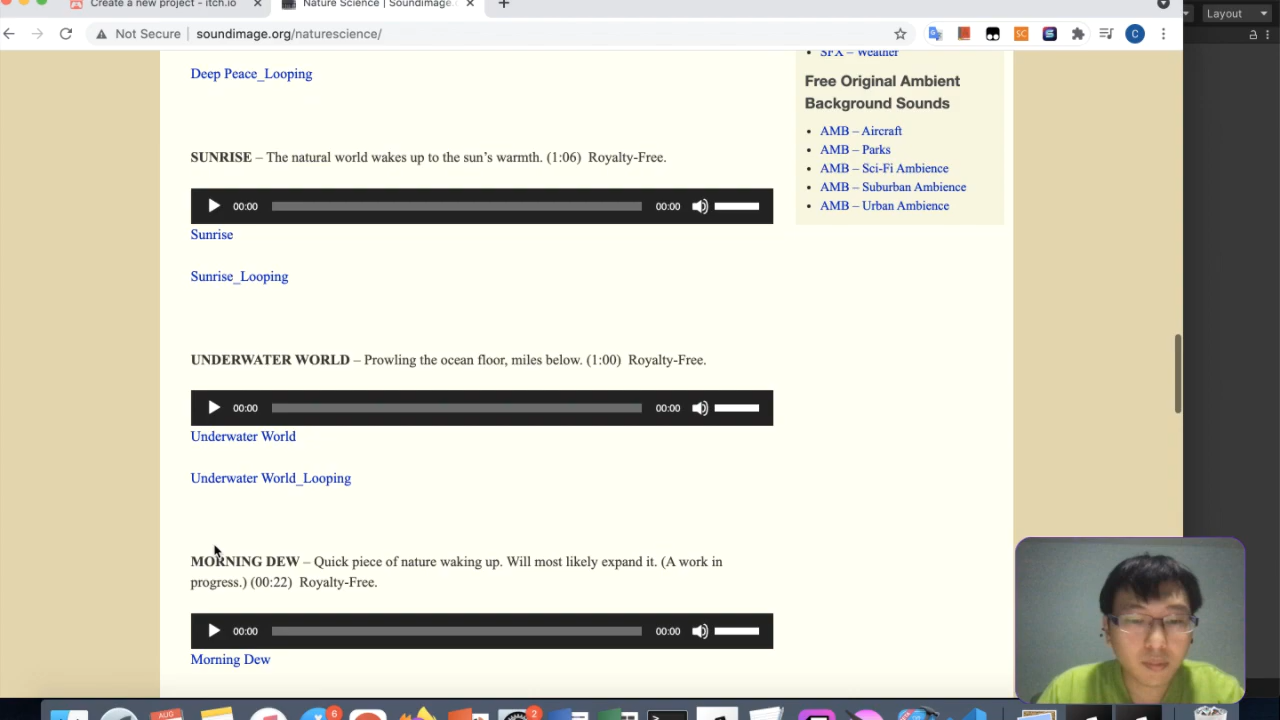 Create a new project - itch.io
Nature Science | Soundimage.
Layout
Not Secure
soundimage.org/naturescience/
C
SFX – Weather
Deep Peace_Looping
Free Original Ambient
Background Sounds
AMB – Aircraft
AMB – Parks
AMB – Sci-Fi Ambience
AMB – Suburban Ambience
AMB – Urban Ambience
SUNRISE – The natural world wakes up to the sun’s warmth. (1:06) Royalty-Free.
00:00 00:00
Sunrise
Sunrise_Looping
UNDERWATER WORLD – Prowling the ocean floor, miles below. (1:00) Royalty-Free.
00:00 00:00
Underwater World
Underwater World_Looping
MORNING DEW – Quick piece of nature waking up. Will most likely expand it. (A work in
progress.) (00:22) Royalty-Free.
00:00 00:00
Morning Dew
AUG
6
2